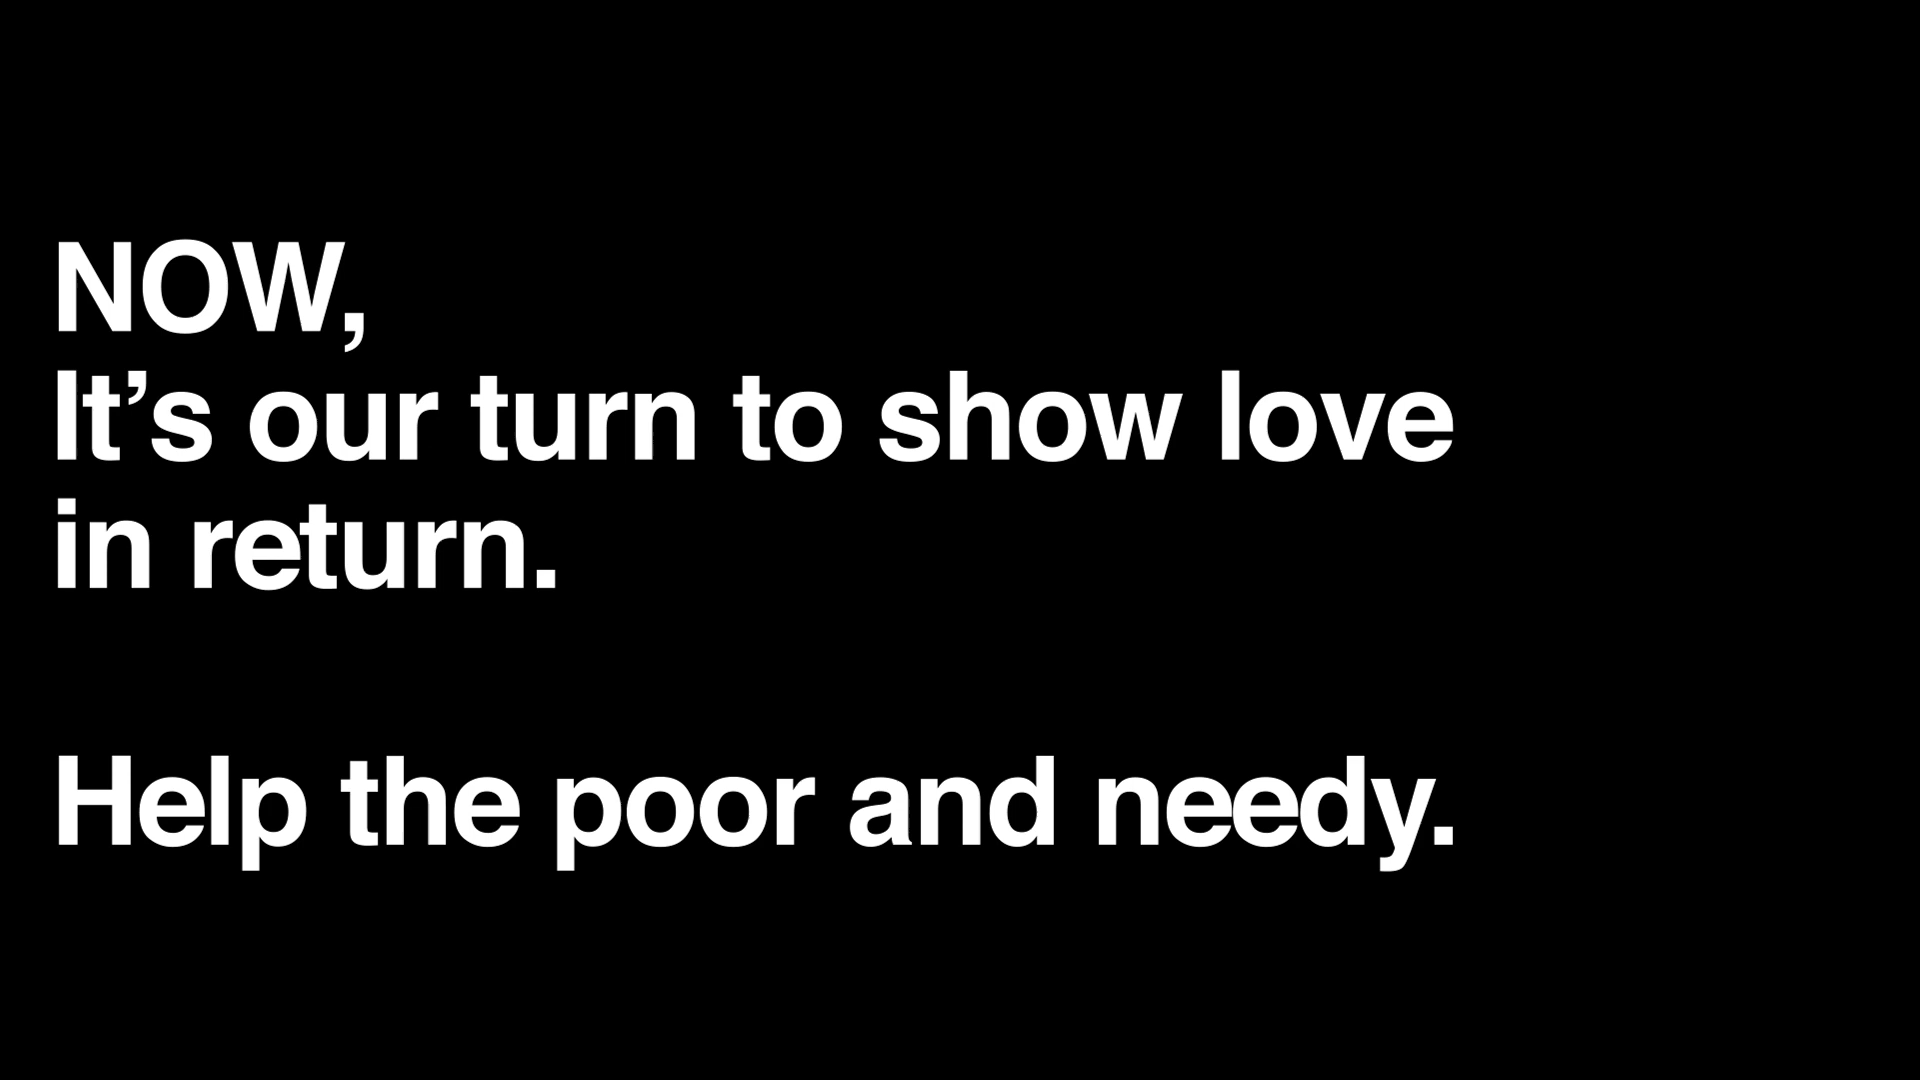 NOW,
It’s our turn to show love
in return.
Help the poor and needy.